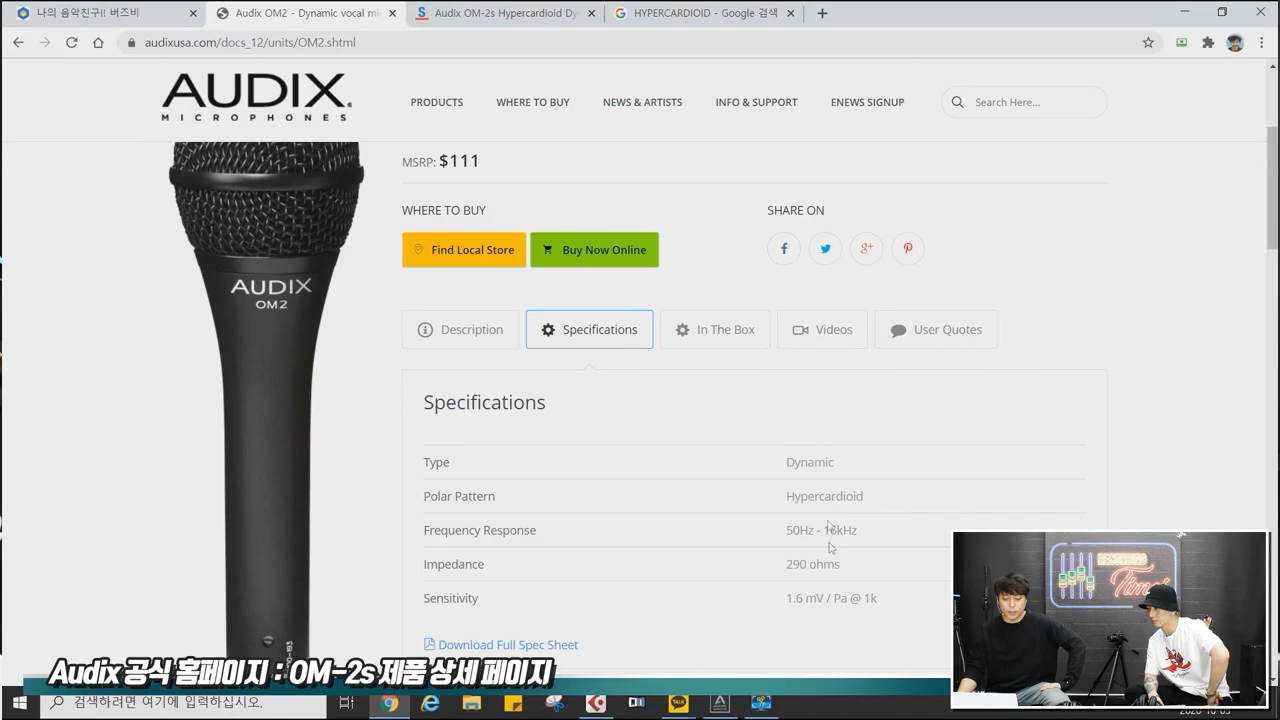 나의 음악친구!! 버즈비
Audix OM2 - Dynamic vocal mi
Audix OM-2s Hypercardioid Dy
HYPERCARDIOID - Google 검색
audixusa.com/docs_12/units/OM2.shtml
AUDIX
MICROPHONES
PRODUCTS
WHERE TO BUY
NEWS & ARTISTS
INFO & SUPPORT
ENEWS SIGNUP
Search Here...
MSRP: $111
WHERE TO BUY
SHARE ON
Find Local Store
Buy Now Online
AUDIX
OM2
Description
Specifications
In The Box
Videos
User Quotes
Specifications
Type Dynamic
Polar Pattern Hypercardioid
Frequency Response 50Hz - 16kHz
Impedance 290 ohms
Sensitivity 1.6 mV / Pa @ 1k
Download Full Spec Sheet
Time!
Audix 공식 홈페이지 : OM-2s 제품 상세 페이지
검색하려면 여기에 입력하십시오.
TALK